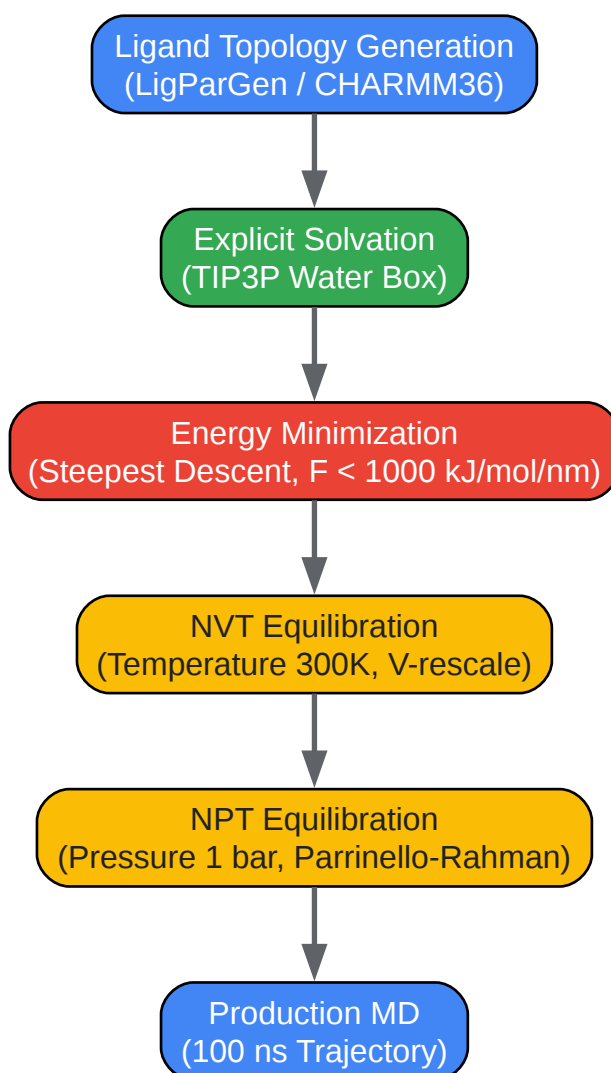 Ligand Topology Generation
(LigParGen / CHARMM36)
Explicit Solvation
(TIP3P Water Box)
Energy Minimization
(Steepest Descent, F < 1000 kJ/mol/nm)
NVT Equilibration
(Temperature 300K, V-rescale)
NPT Equilibration
(Pressure 1 bar, Parrinello-Rahman)
Production MD
(100 ns Trajectory)